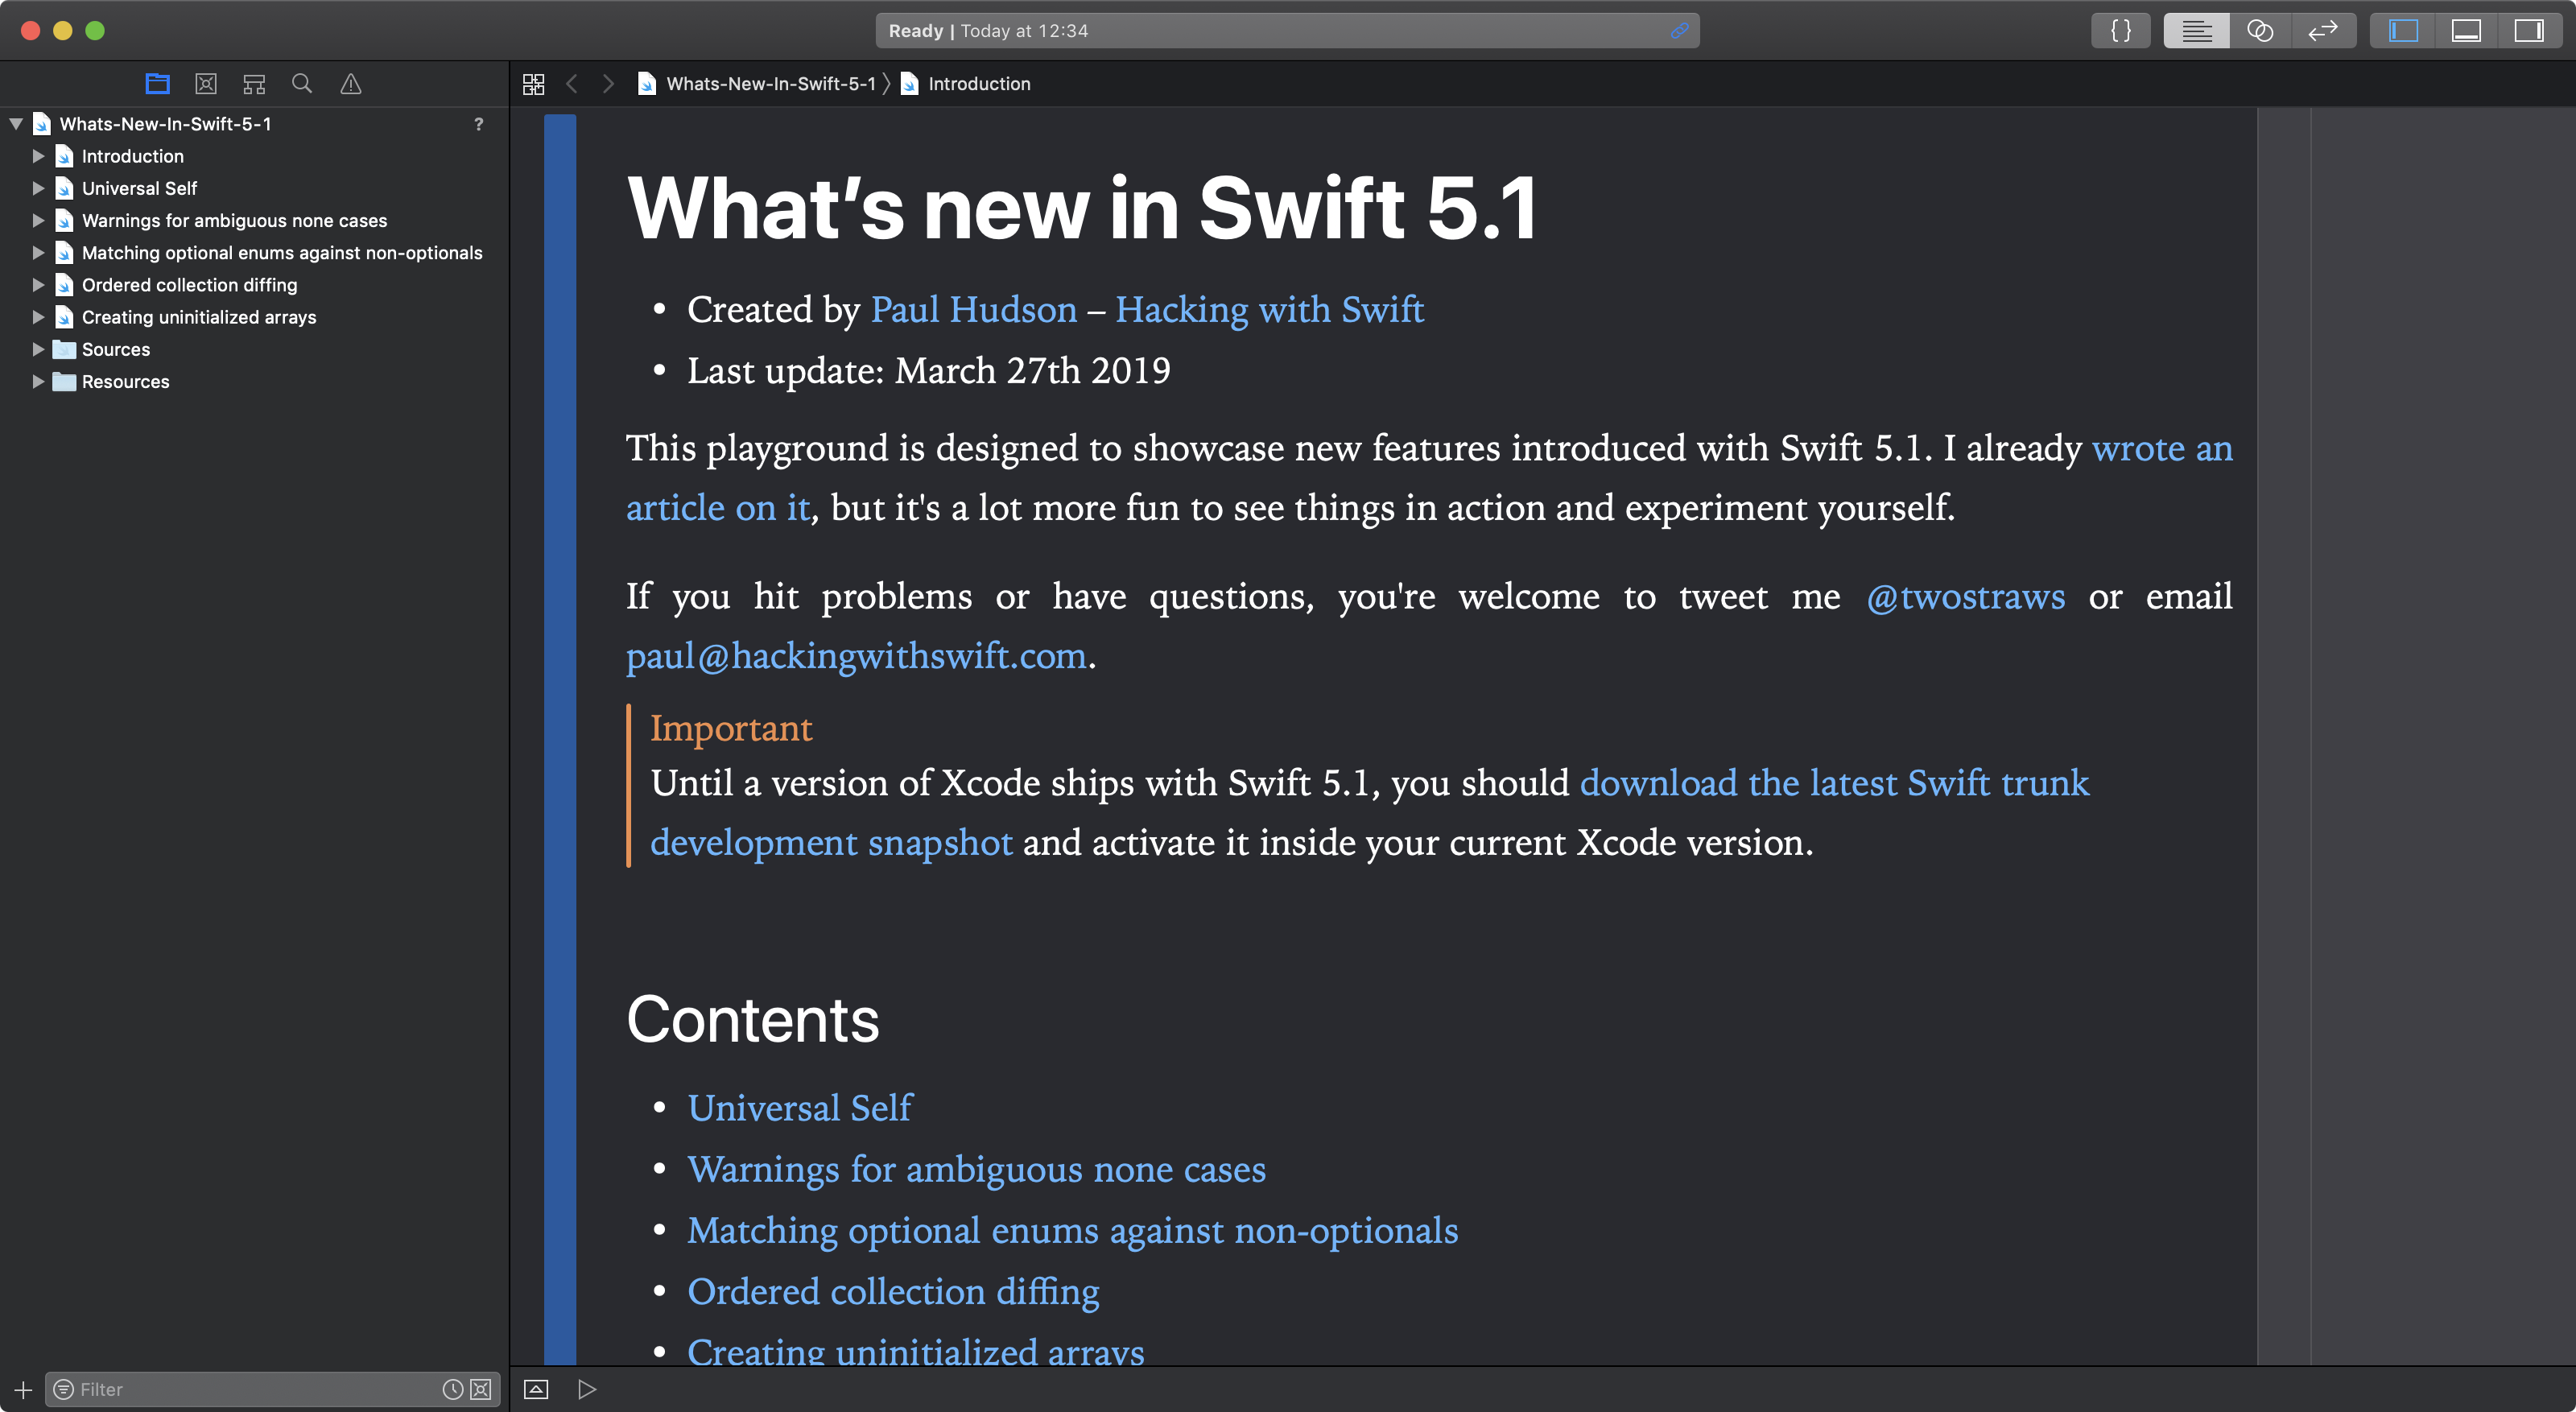 Ready | Today at 12:34
{}
Whats-New-In-Swift-5-1 〉 Introduction
Whats-New-In-Swift-5-1 ?
Introduction
Universal Self
Warnings for ambiguous none cases
Matching optional enums against non-optionals
Ordered collection diffing
Creating uninitialized arrays
Sources
Resources
Filter
What’s new in Swift 5.1
• Created by Paul Hudson – Hacking with Swift
• Last update: March 27th 2019
This playground is designed to showcase new features introduced with Swift 5.1. I already wrote an
article on it, but it's a lot more fun to see things in action and experiment yourself.
If you hit problems or have questions, you're welcome to tweet me @twostraws or email
paul@hackingwithswift.com.
Important
Until a version of Xcode ships with Swift 5.1, you should download the latest Swift trunk
development snapshot and activate it inside your current Xcode version.
Contents
• Universal Self
• Warnings for ambiguous none cases
• Matching optional enums against non-optionals
• Ordered collection diffing
• Creating uninitialized arrays